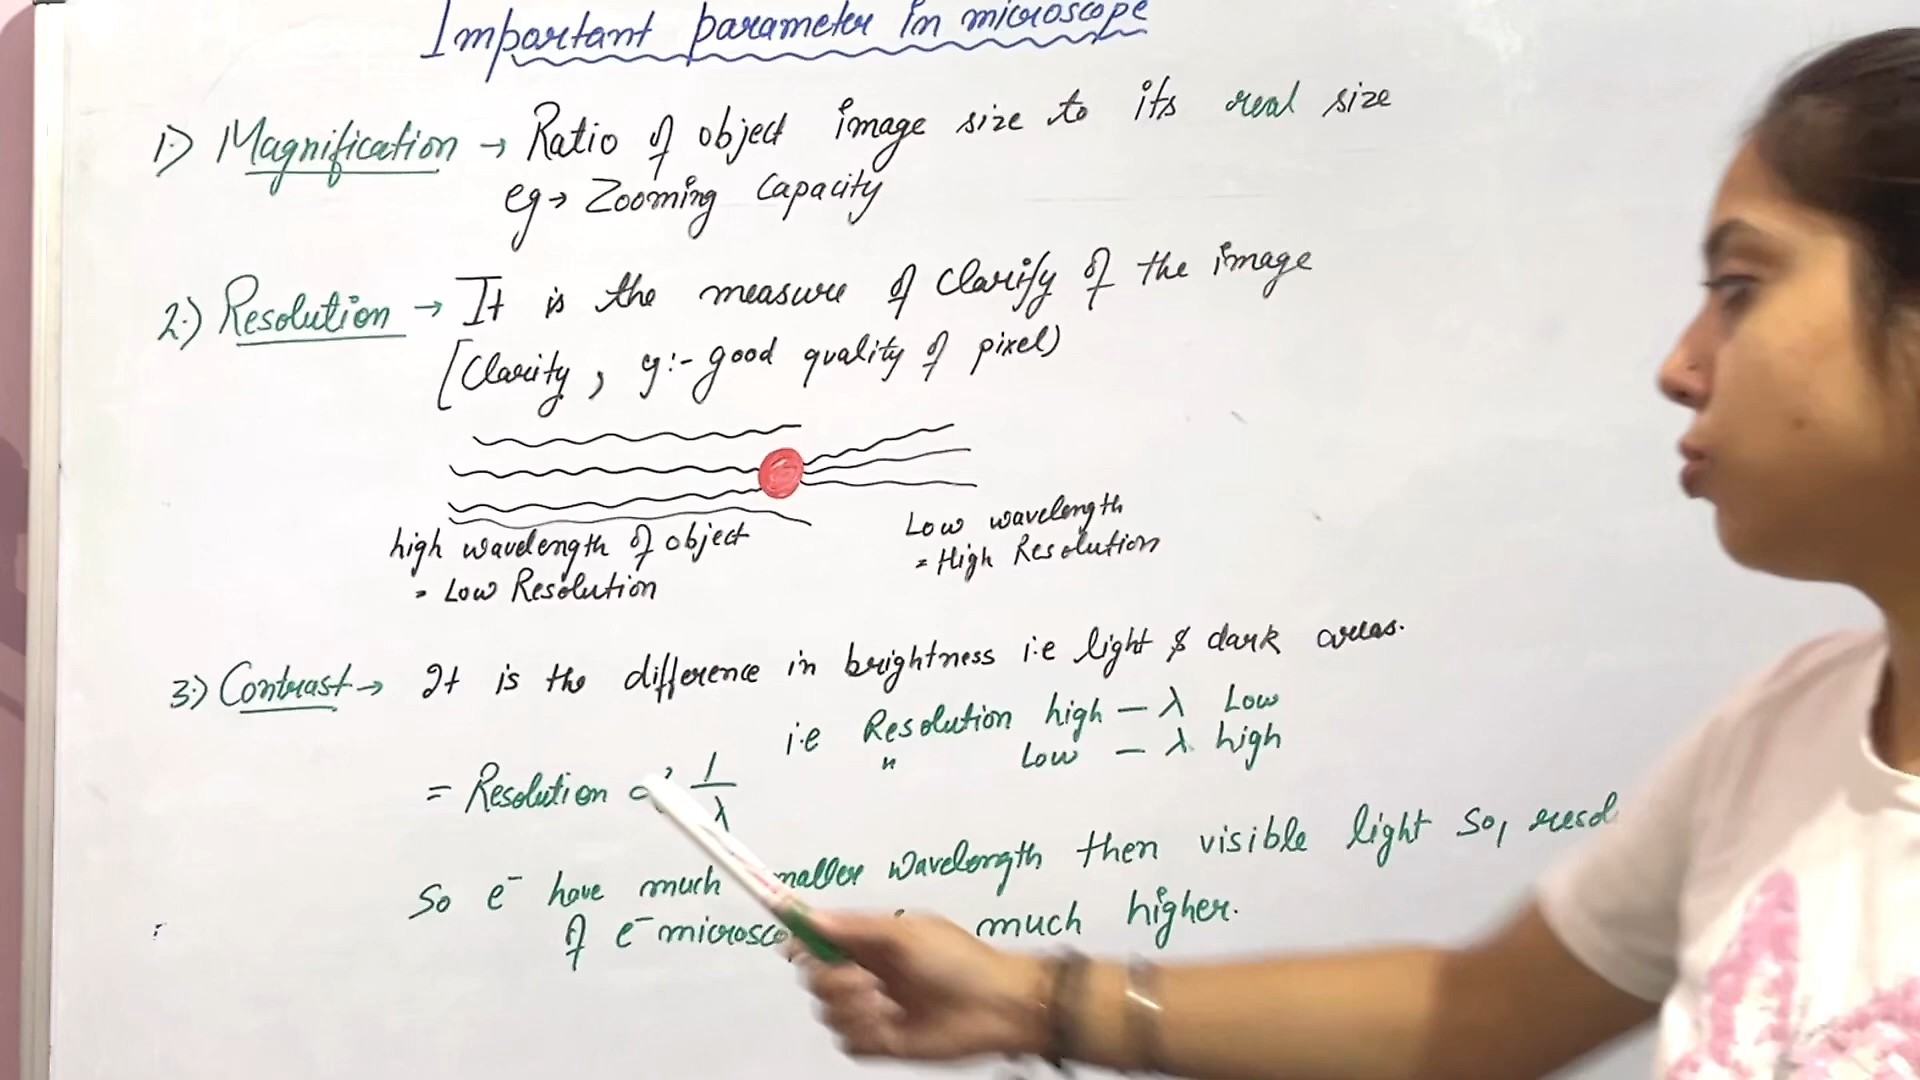 Important parameter in microscope
1.) Magnification → Ratio of object image size to its real size
eg → Zooming Capacity
2.) Resolution → It is the measure of Clarify of the image
[Clarity, eg:- good quality of pixel)
high wavelength of object
= Low Resolution
Low wavelength
= High Resolution
3.) Contrast → It is the difference in brightness i.e light & dark areas.
i.e Resolution high — λ Low
" Low — λ high
= Resolution ∝ 1/λ
So e⁻ have much wavelength then visible light So,
of e⁻ much higher.